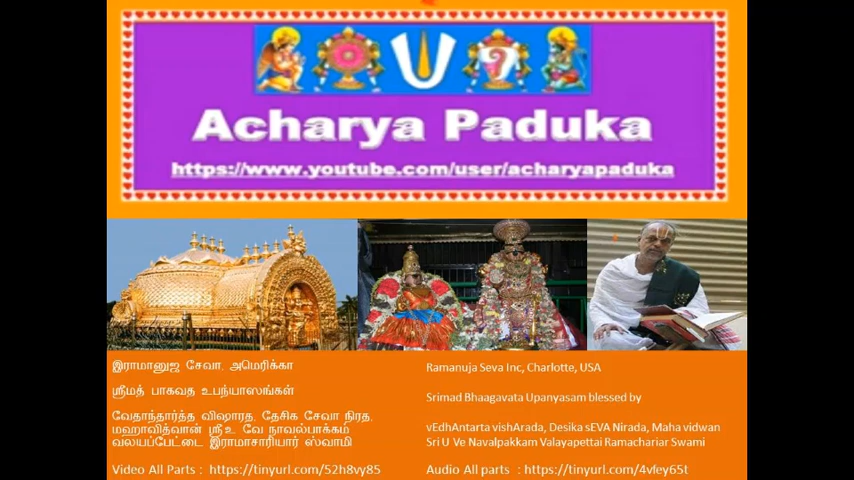 Acharya Paduka
https://www.youtube.com/user/acharyapaduka
இராமானுஜ சேவா, அமெரிக்கா
ஸ்ரீமத் பாகவத உபந்யாஸங்கள்
வேதாந்தார்த்த விஷாரத, தேசிக சேவா நிரத,
மஹாவித்வான் ஸ்ரீ உ வே நாவல்பாக்கம்
வலயப்பேட்டை இராமாசாரியார் ஸ்வாமி
Video All Parts : https://tinyurl.com/52h8vy85
Ramanuja Seva Inc, Charlotte, USA
Srimad Bhaagavata Upanyasam blessed by
vEdhAntarta vishArada, Desika sEVA Nirada, Maha vidwan
Sri U Ve Navalpakkam Valayapettai Ramachariar Swami
Audio All parts : https://tinyurl.com/4vfey65t